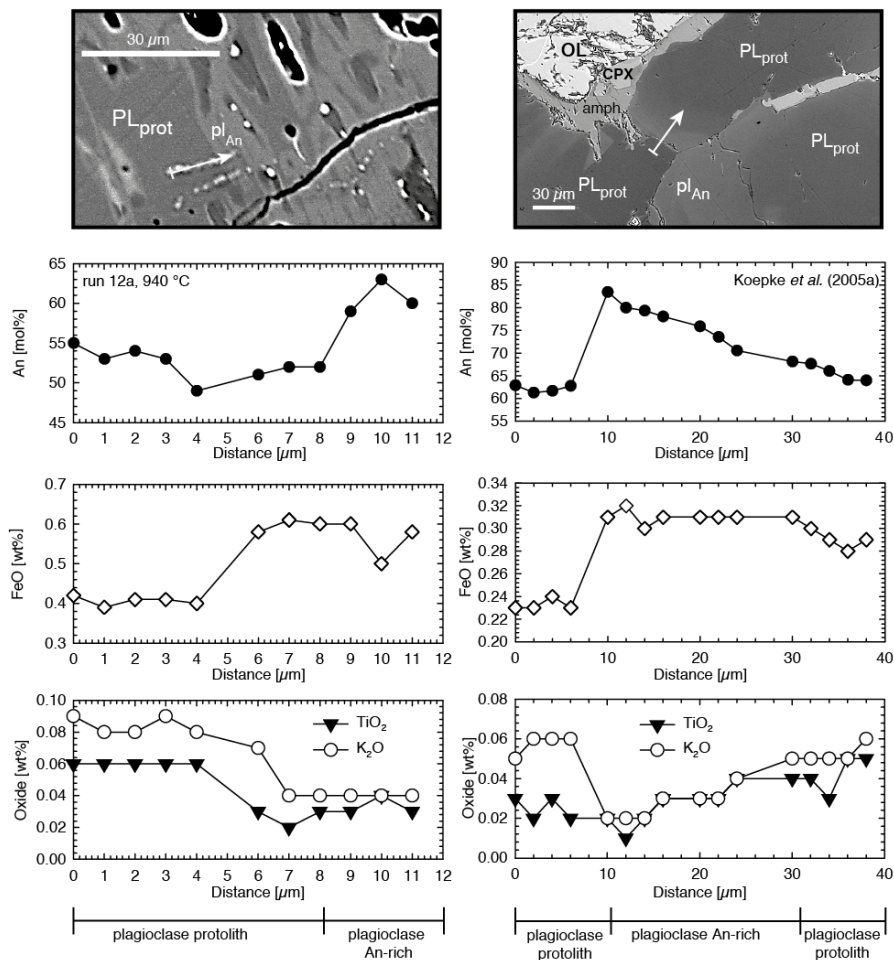 30 µm
PLprot
plAn
OL
CPX
amph
PLprot
PLprot
PLprot
plAn
30 µm
run 12a, 940 °C
An [mol%]
65
60
55
50
45
0 1 2 3 4 5 6 7 8 9 10 11 12
Distance [µm]
Koepke et al. (2005a)
An [mol%]
90
85
80
75
70
65
60
55
0 10 20 30 40
Distance [µm]
FeO [wt%]
0.7
0.6
0.5
0.4
0.3
0 1 2 3 4 5 6 7 8 9 10 11 12
Distance [µm]
FeO [wt%]
0.34
0.32
0.30
0.28
0.26
0.24
0.22
0.20
0 10 20 30 40
Distance [µm]
Oxide [wt%]
0.10
0.08
0.06
0.04
0.02
0.00
TiO₂
K₂O
0 1 2 3 4 5 6 7 8 9 10 11 12
Distance [µm]
Oxide [wt%]
0.08
0.06
0.04
0.02
0.00
TiO₂
K₂O
0 10 20 30 40
Distance [µm]
plagioclase protolith
plagioclase
An-rich
plagioclase
protolith
plagioclase An-rich
plagioclase
protolith